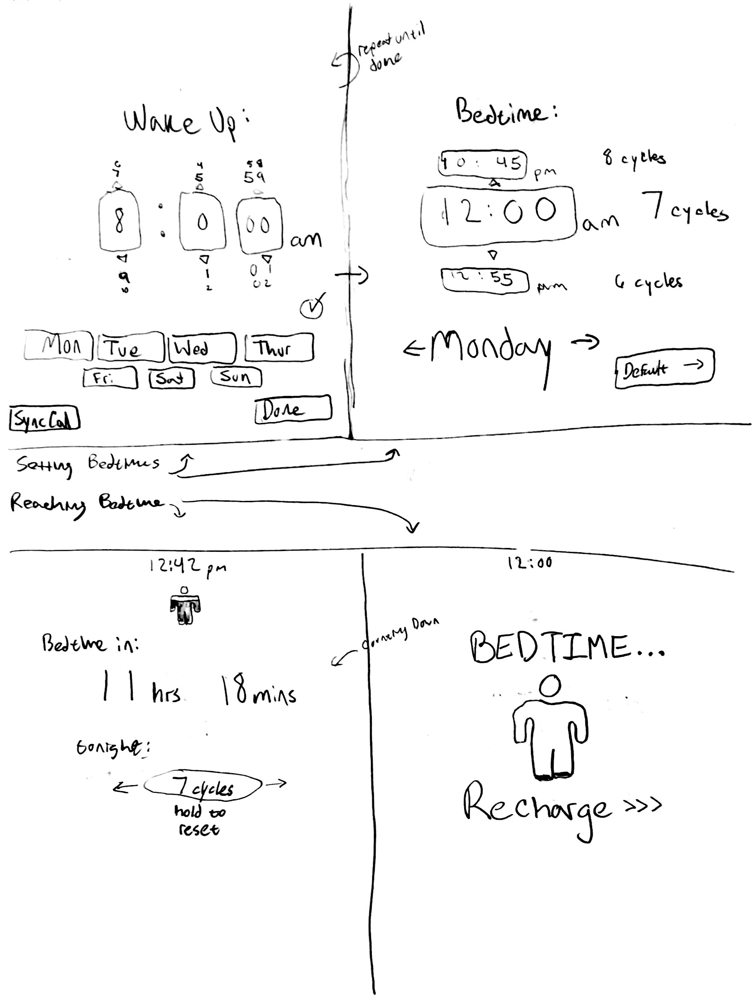 repeat until
done
Wake Up:
6 4 58
7 5 59
8 : 0 00 am
9 1 01
10 2 02
Mon Tue Wed Thur
Fri Sat Sun
Sync Cal Done
Bedtime:
10:45 pm 8 cycles
12:00 am 7 cycles
12:55 6 cycles
Monday
Default
Setting Bedtimes
Reaching Bedtime
12:42 pm
Bedtime in:
counting Down
11 hrs 18 mins
tonight:
7 cycles
hold to
reset
12:00
BEDTIME...
Recharge >>>